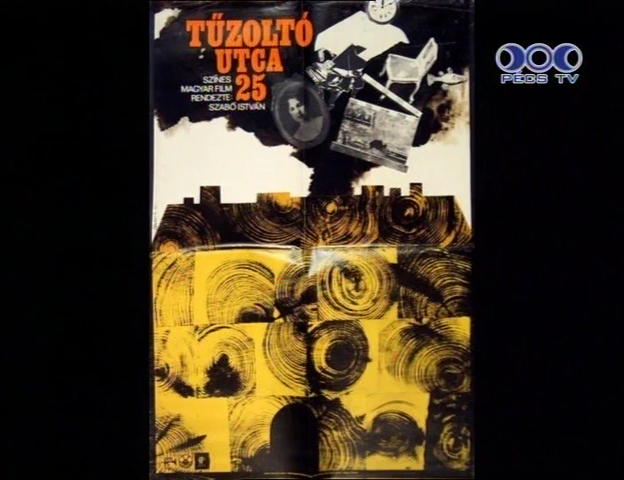 TŰZOLTÓ
UTCA
25
SZÍNES
MAGYAR FILM
RENDEZTE:
SZABÓ ISTVÁN
PÉCS TV